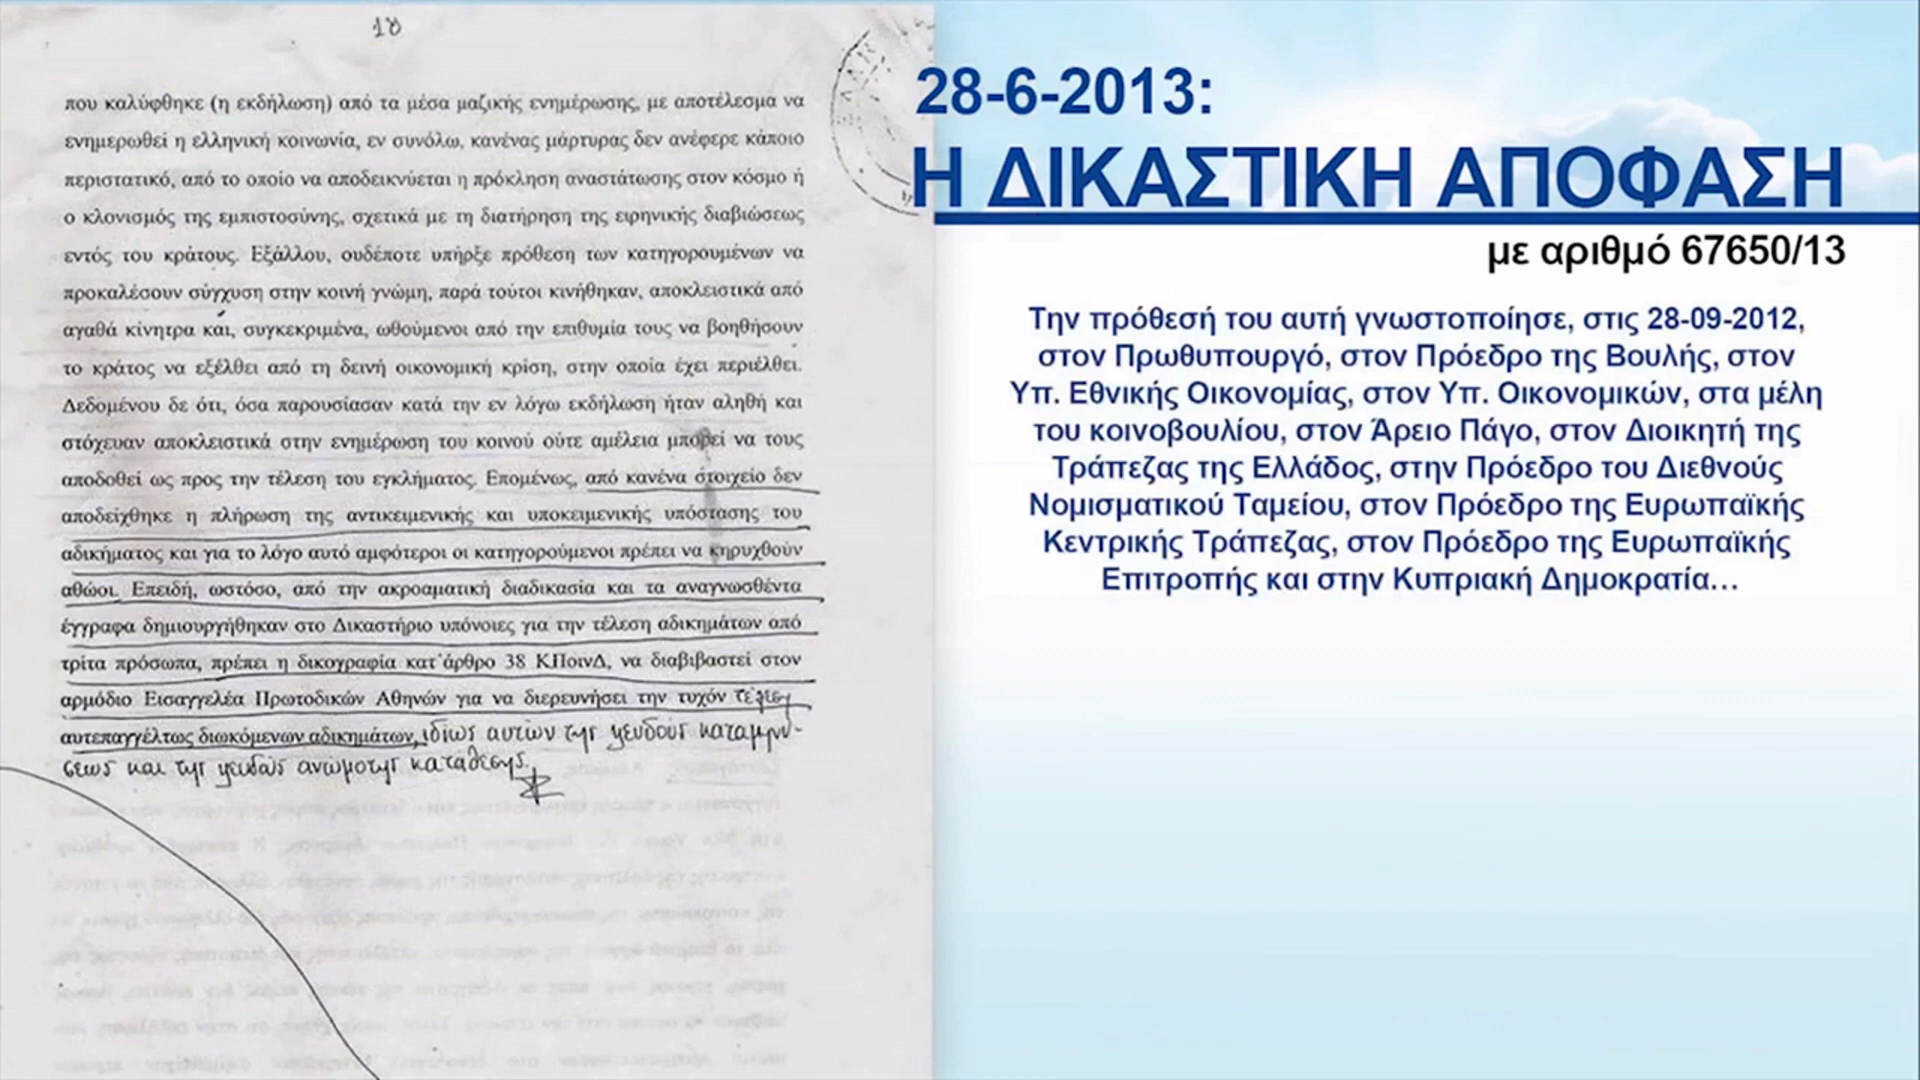 18
που καλύφθηκε (η εκδήλωση) από τα μέσα μαζικής ενημέρωσης, με αποτέλεσμα να
ενημερωθεί η ελληνική κοινωνία, εν συνόλω, κανένας μάρτυρας δεν ανέφερε κάποιο
περιστατικό, από το οποίο να αποδεικνύεται η πρόκληση αναστάτωσης στον κόσμο ή
ο κλονισμός της εμπιστοσύνης, σχετικά με τη διατήρηση της ειρηνικής διαβιώσεως
εντός του κράτους. Εξάλλου, ουδέποτε υπήρξε πρόθεση των κατηγορουμένων να
προκαλέσουν σύγχυση στην κοινή γνώμη, παρά τούτοι κινήθηκαν, αποκλειστικά από
αγαθά κίνητρα και, συγκεκριμένα, ωθούμενοι από την επιθυμία τους να βοηθήσουν
το κράτος να εξέλθει από τη δεινή οικονομική κρίση, στην οποία έχει περιέλθει.
Δεδομένου δε ότι, όσα παρουσίασαν κατά την εν λόγω εκδήλωση ήταν αληθή και
στόχευαν αποκλειστικά στην ενημέρωση του κοινού ούτε αμέλεια μπορεί να τους
αποδοθεί ως προς την τέλεση του εγκλήματος. Επομένως, από κανένα στοιχείο δεν
αποδείχθηκε η πλήρωση της αντικειμενικής και υποκειμενικής υπόστασης του
αδικήματος και για το λόγο αυτό αμφότεροι οι κατηγορούμενοι πρέπει να κηρυχθούν
αθώοι. Επειδή, ωστόσο, από την ακροαματική διαδικασία και τα αναγνωσθέντα
έγγραφα δημιουργήθηκαν στο Δικαστήριο υπόνοιες για την τέλεση αδικημάτων από
τρίτα πρόσωπα, πρέπει η δικογραφία κατ΄άρθρο 38 ΚΠοινΔ, να διαβιβαστεί στον
αρμόδιο Εισαγγελέα Πρωτοδικών Αθηνών για να διερευνήσει την τυχόν τέλεση
αυτεπαγγέλτως διωκόμενων αδικημάτων, ιδίως αυτών της ψευδούς καταμηνύ-
σεως και της ψευδούς ανώμοτης κατάθεσης.
28-6-2013:
Η ΔΙΚΑΣΤΙΚΗ ΑΠΟΦΑΣΗ
με αριθμό 67650/13
Την πρόθεσή του αυτή γνωστοποίησε, στις 28-09-2012,
στον Πρωθυπουργό, στον Πρόεδρο της Βουλής, στον
Υπ. Εθνικής Οικονομίας, στον Υπ. Οικονομικών, στα μέλη
του κοινοβουλίου, στον Άρειο Πάγο, στον Διοικητή της
Τράπεζας της Ελλάδος, στην Πρόεδρο του Διεθνούς
Νομισματικού Ταμείου, στον Πρόεδρο της Ευρωπαϊκής
Κεντρικής Τράπεζας, στον Πρόεδρο της Ευρωπαϊκής
Επιτροπής και στην Κυπριακή Δημοκρατία...